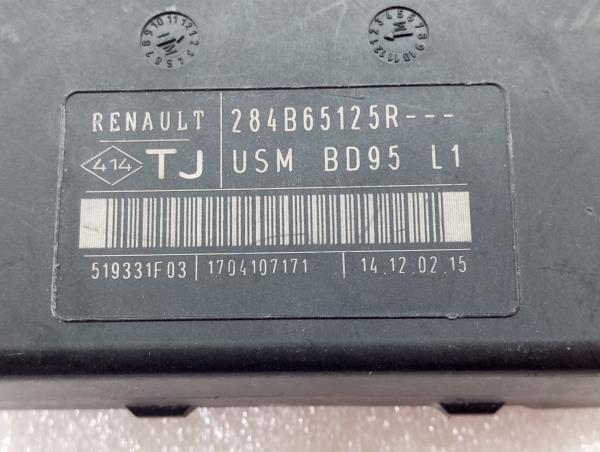 RENAULT 284B65125R---
414 TJ USM BD95 L1
519331F03 1704107171 14.12.02.15